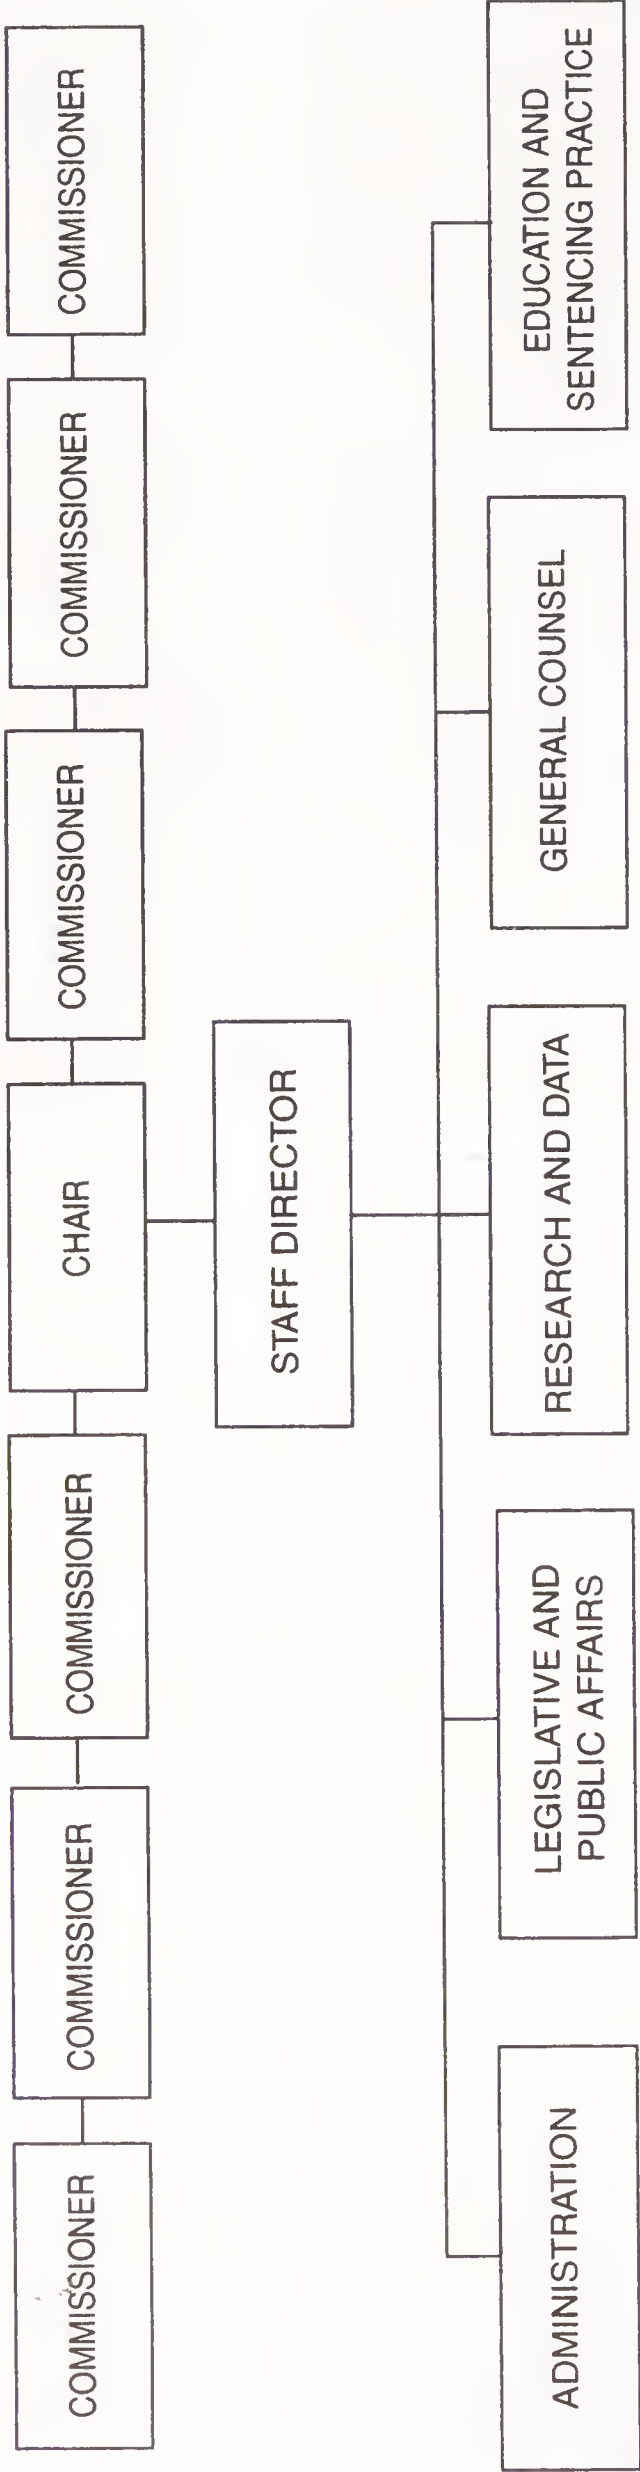 COMMISSIONER
COMMISSIONER
COMMISSIONER
CHAIR
COMMISSIONER
COMMISSIONER
COMMISSIONER
STAFF DIRECTOR
ADMINISTRATION
LEGISLATIVE AND
PUBLIC AFFAIRS
RESEARCH AND DATA
GENERAL COUNSEL
EDUCATION AND
SENTENCING PRACTICE